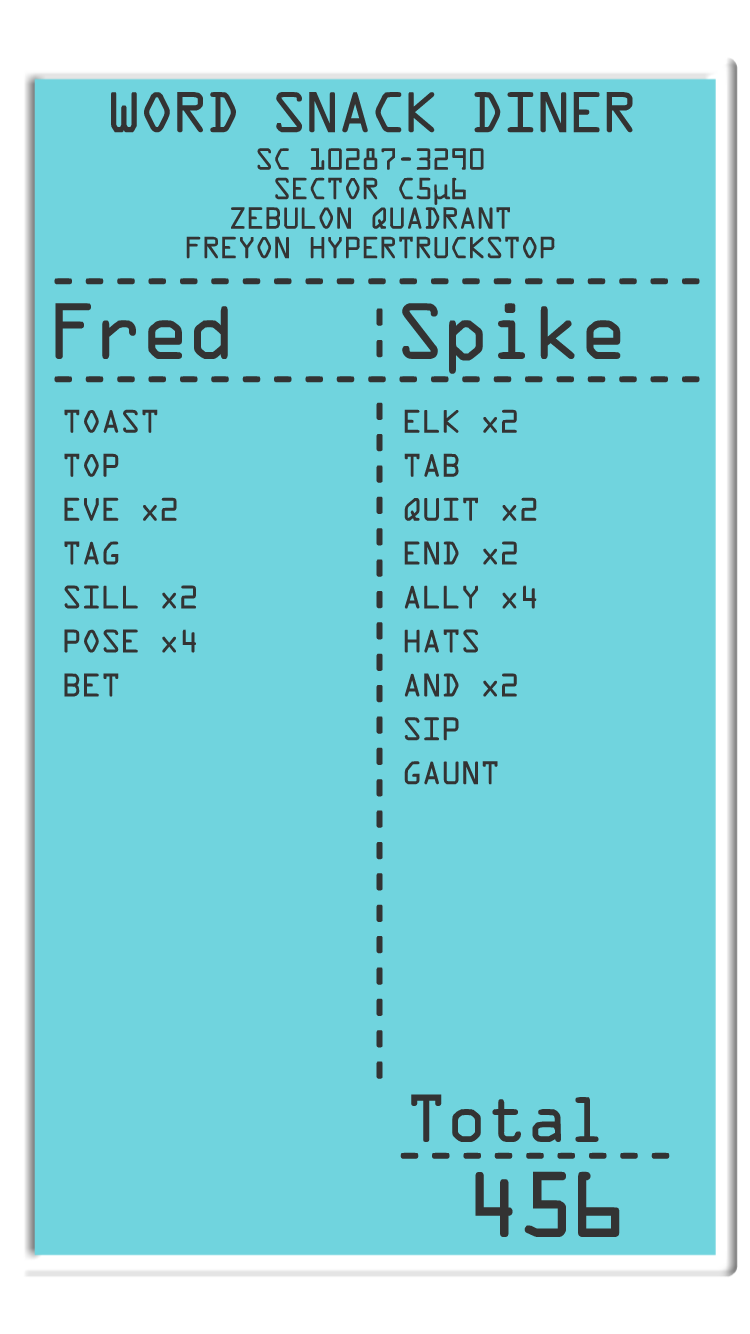 WORD SNACK DINER
SC 10287-3290
SECTOR C5µ6
ZEBULON QUADRANT
FREYON HYPERTRUCKSTOP
Fred
TOAST
TOP
EVE x2
TAG
SILL x2
POSE x4
BET
Spike
ELK x2
TAB
QUIT x2
END x2
ALLY x4
HATS
AND x2
SIP
GAUNT
Total
456